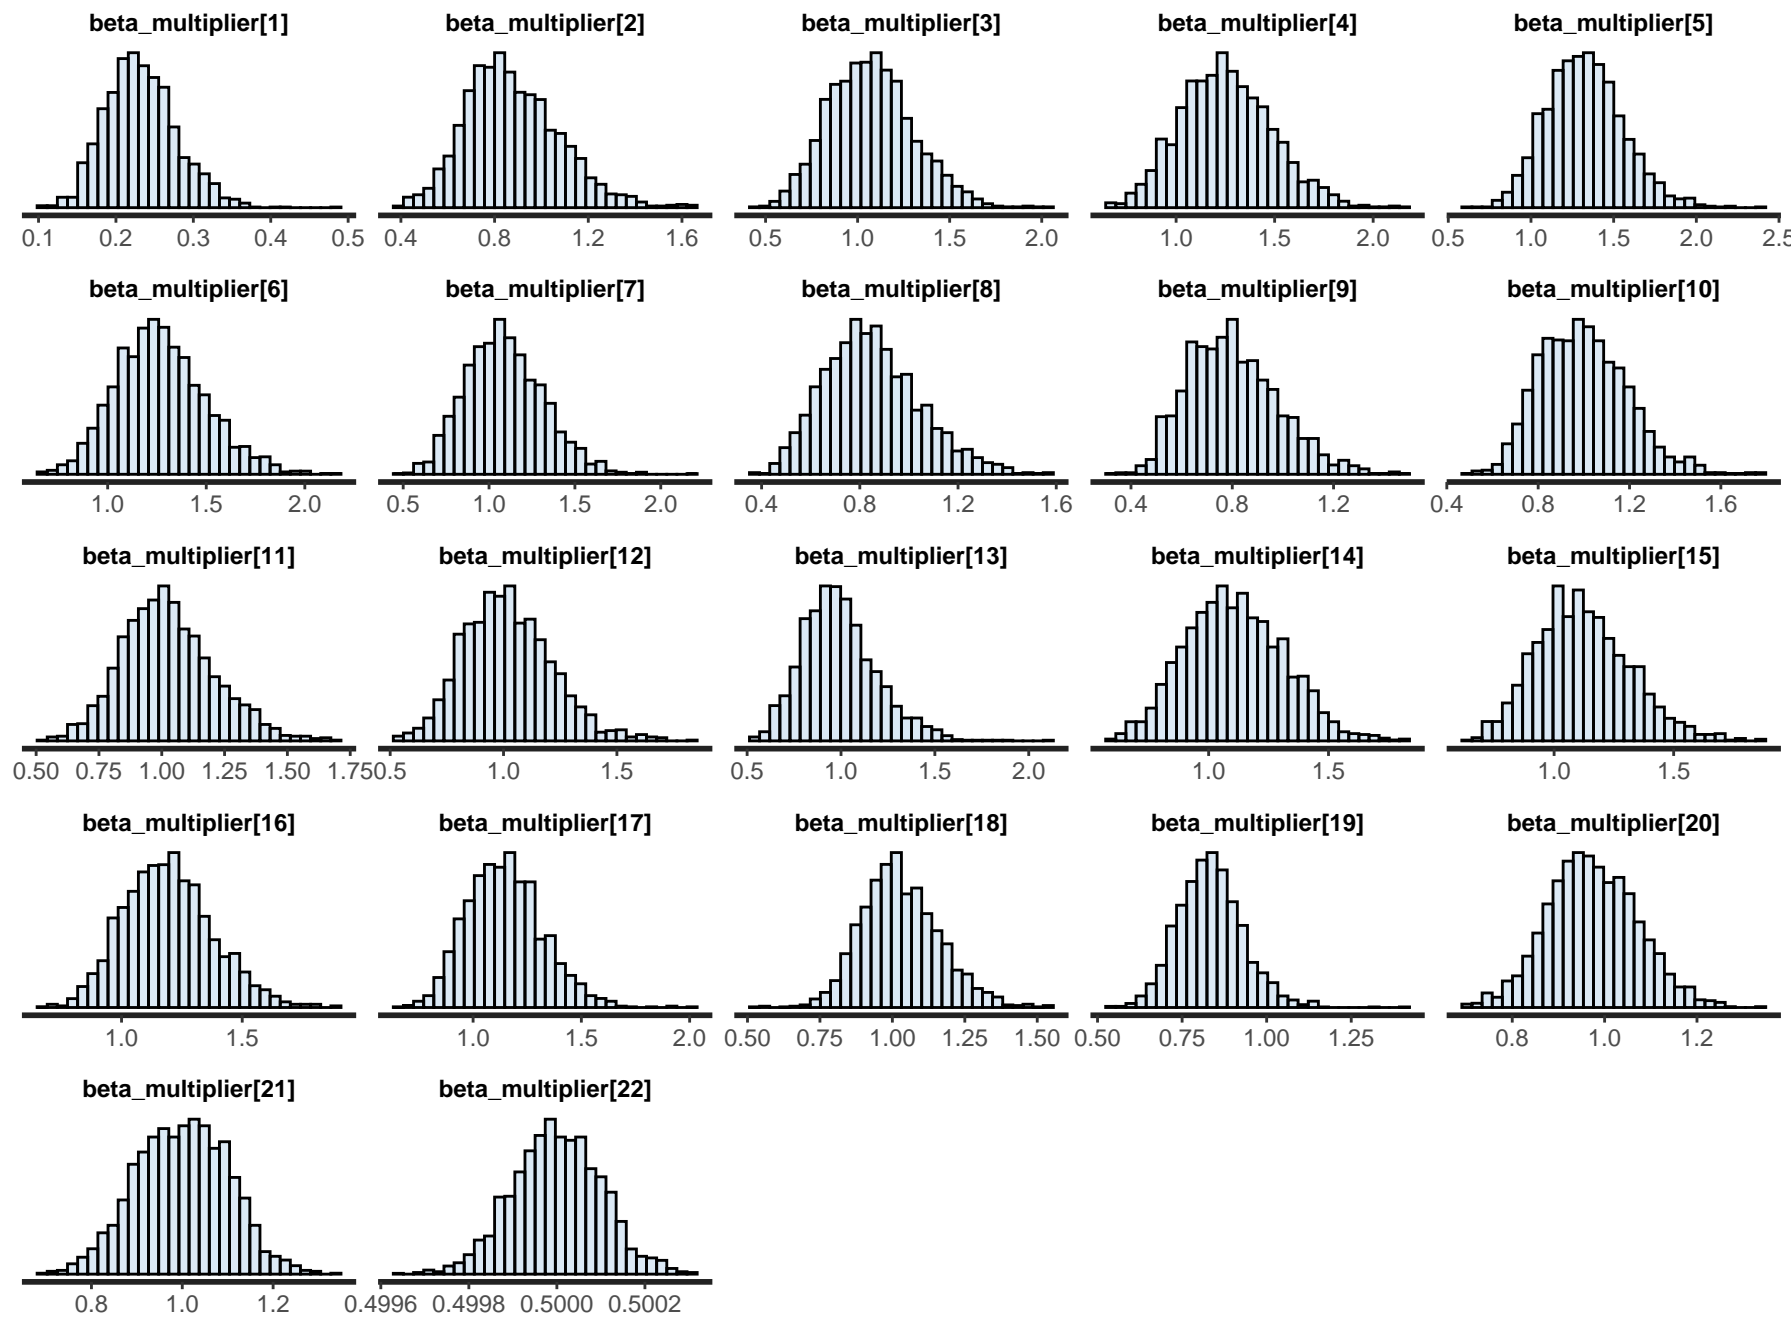 beta_multiplier[1] beta_multiplier[2] beta_multiplier[3] beta_multiplier[4] beta_multiplier[5]
0.1 0.2 0.3 0.4 0.5 0.4 0.8 1.2 1.6 0.5 1.0 1.5 2.0 1.0 1.5 2.0 0.5 1.0 1.5 2.0 2.5
beta_multiplier[6] beta_multiplier[7] beta_multiplier[8] beta_multiplier[9] beta_multiplier[10]
1.0 1.5 2.0 0.5 1.0 1.5 2.0 0.4 0.8 1.2 1.6 0.4 0.8 1.2 0.4 0.8 1.2 1.6
beta_multiplier[11] beta_multiplier[12] beta_multiplier[13] beta_multiplier[14] beta_multiplier[15]
0.50 0.75 1.00 1.25 1.50 1.75 0.5 1.0 1.5 0.5 1.0 1.5 2.0 1.0 1.5 1.0 1.5
beta_multiplier[16] beta_multiplier[17] beta_multiplier[18] beta_multiplier[19] beta_multiplier[20]
1.0 1.5 1.0 1.5 2.0 0.50 0.75 1.00 1.25 1.50 0.50 0.75 1.00 1.25 0.8 1.0 1.2
beta_multiplier[21] beta_multiplier[22]
0.8 1.0 1.2 0.4996 0.4998 0.5000 0.5002